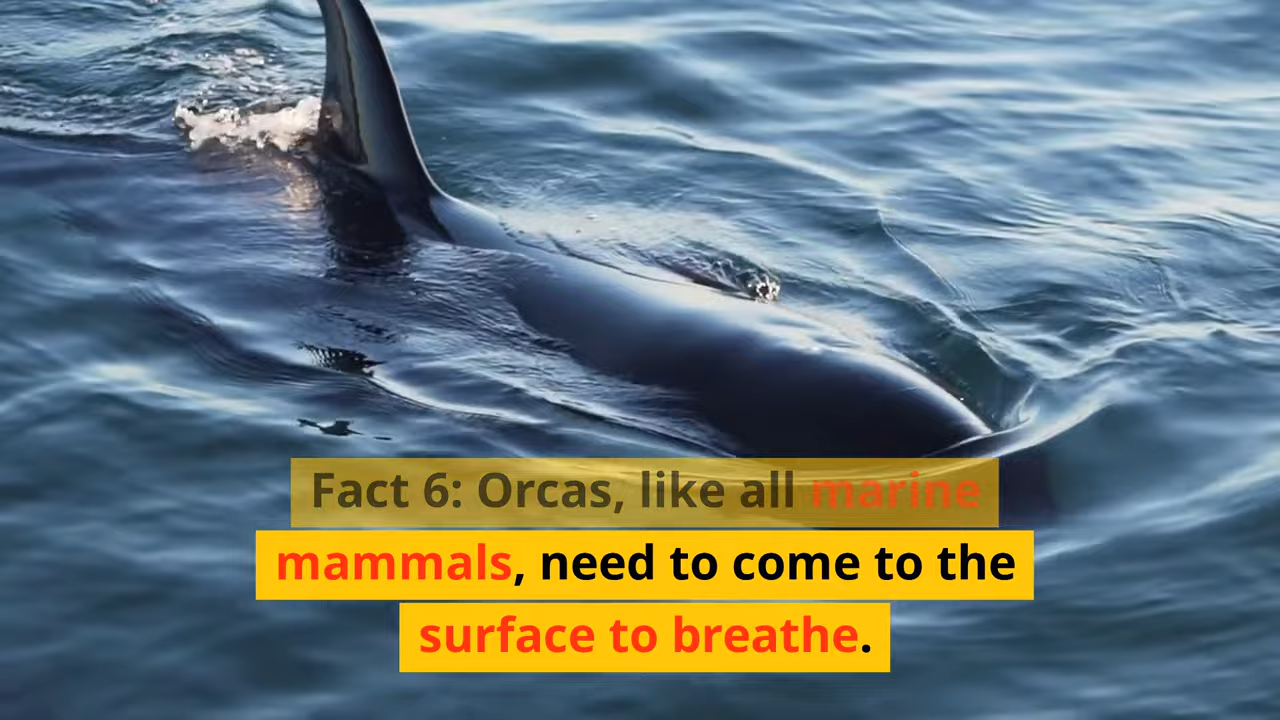 Fact 6: Orcas, like all marine
mammals, need to come to the
surface to breathe.